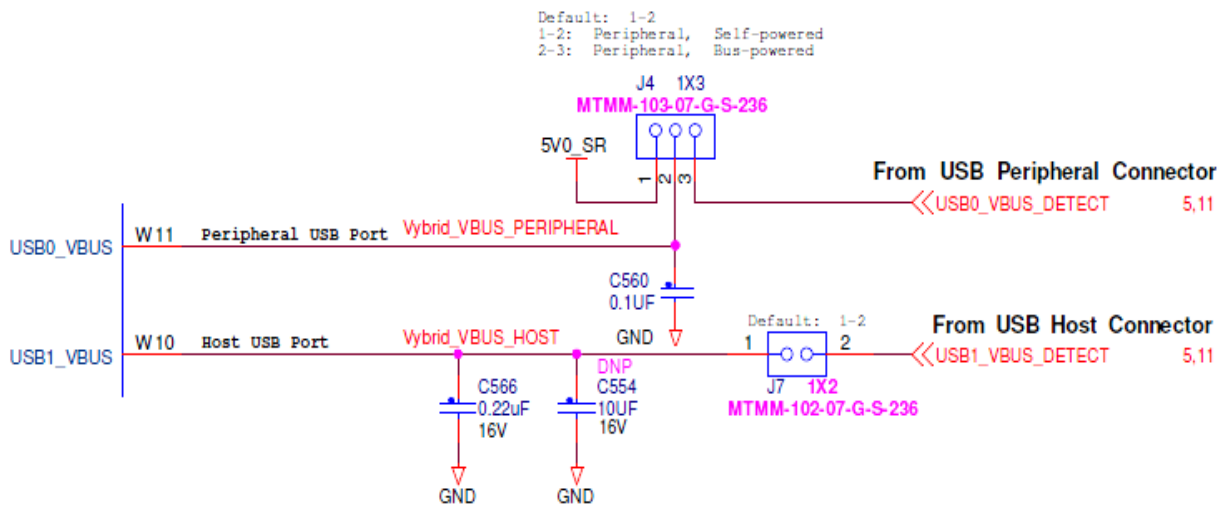 Default: 1-2
1-2: Peripheral, Self-powered
2-3: Peripheral, Bus-powered
J4 1X3
MTMM-103-07-G-S-236
5V0_SR
1
2
3
From USB Peripheral Connector
USB0_VBUS_DETECT 5,11
USB0_VBUS
W11
Peripheral USB Port
Vybrid_VBUS_PERIPHERAL
C560
0.1UF
GND
USB1_VBUS
W10
Host USB Port
Vybrid_VBUS_HOST
Default: 1-2
From USB Host Connector
1
2
USB1_VBUS_DETECT 5,11
J7 1X2
MTMM-102-07-G-S-236
C566
0.22uF
16V
GND
DNP
C554
10UF
16V
GND